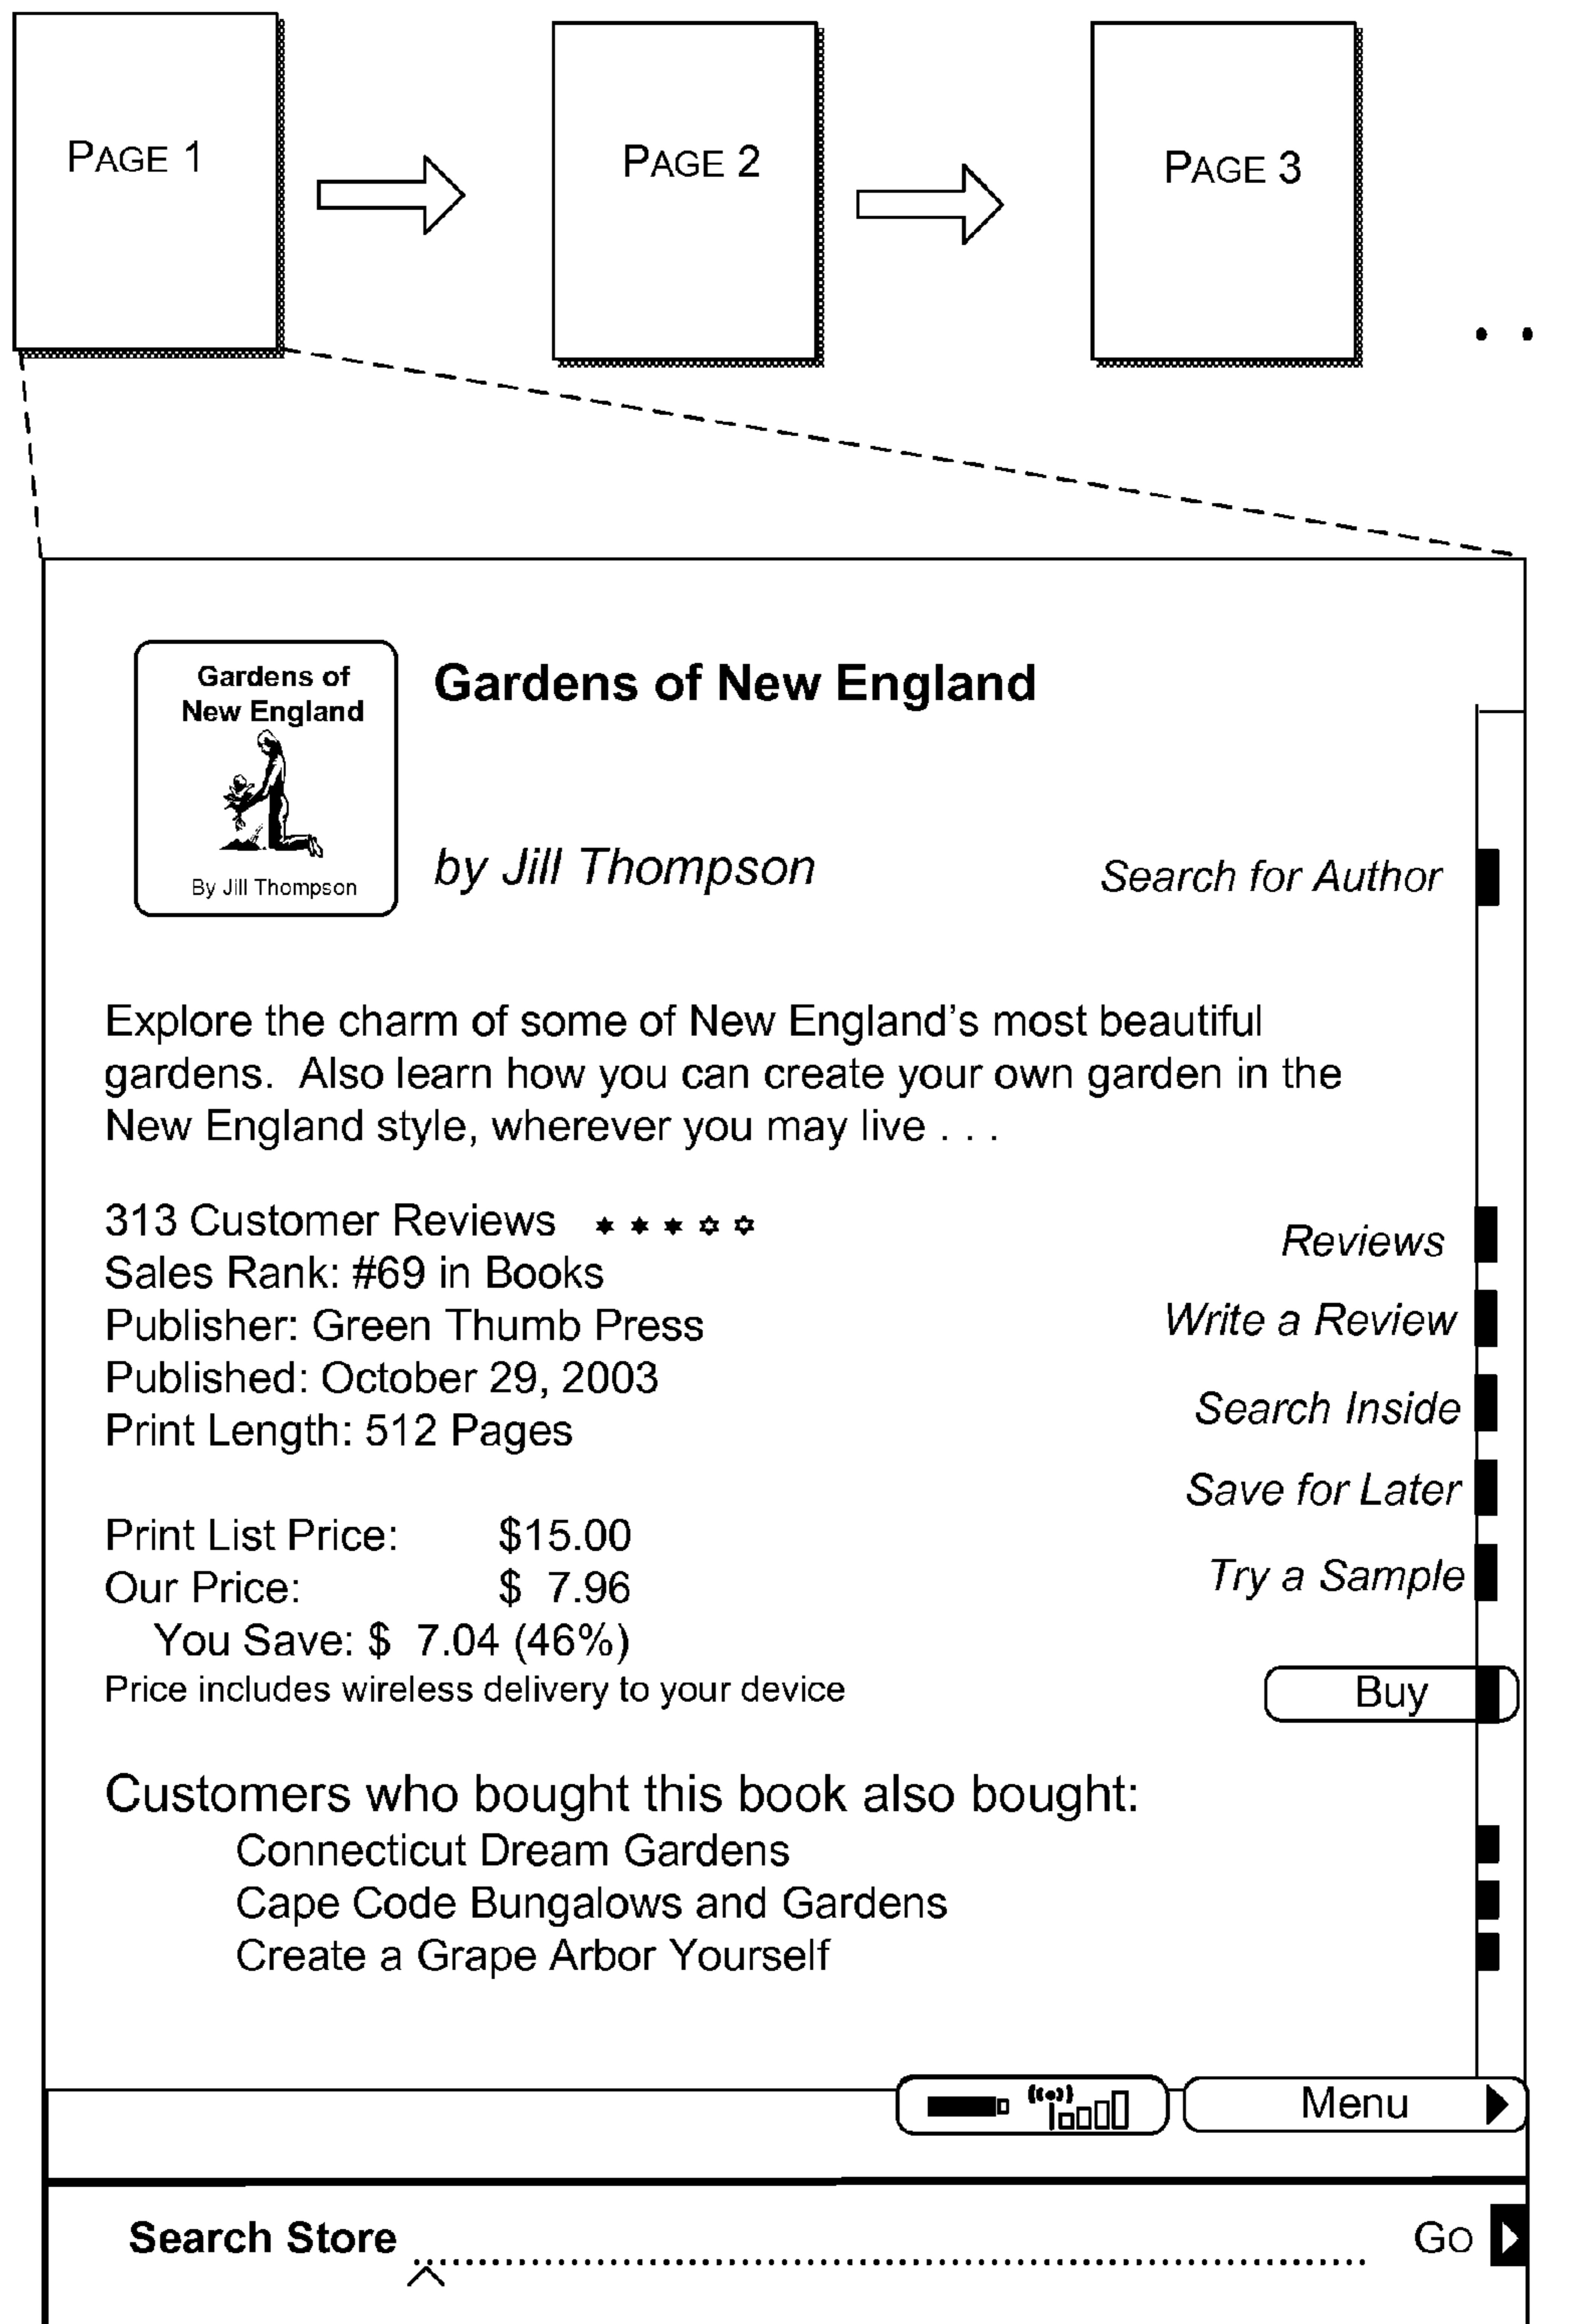 PAGE 1
PAGE 2
PAGE 3
. .
Gardens of
New England
By Jill Thompson
Gardens of New England
by Jill Thompson
Search for Author
Explore the charm of some of New England’s most beautiful
gardens.  Also learn how you can create your own garden in the
New England style, wherever you may live . . .
313 Customer Reviews ★ ★ ★ ☆ ☆
Reviews
Sales Rank: #69 in Books
Publisher: Green Thumb Press
Write a Review
Published: October 29, 2003
Search Inside
Print Length: 512 Pages
Save for Later
Print List Price: $15.00
Try a Sample
Our Price: $ 7.96
You Save: $ 7.04 (46%)
Price includes wireless delivery to your device
Buy
Customers who bought this book also bought:
Connecticut Dream Gardens
Cape Code Bungalows and Gardens
Create a Grape Arbor Yourself
Menu
Search Store
GO